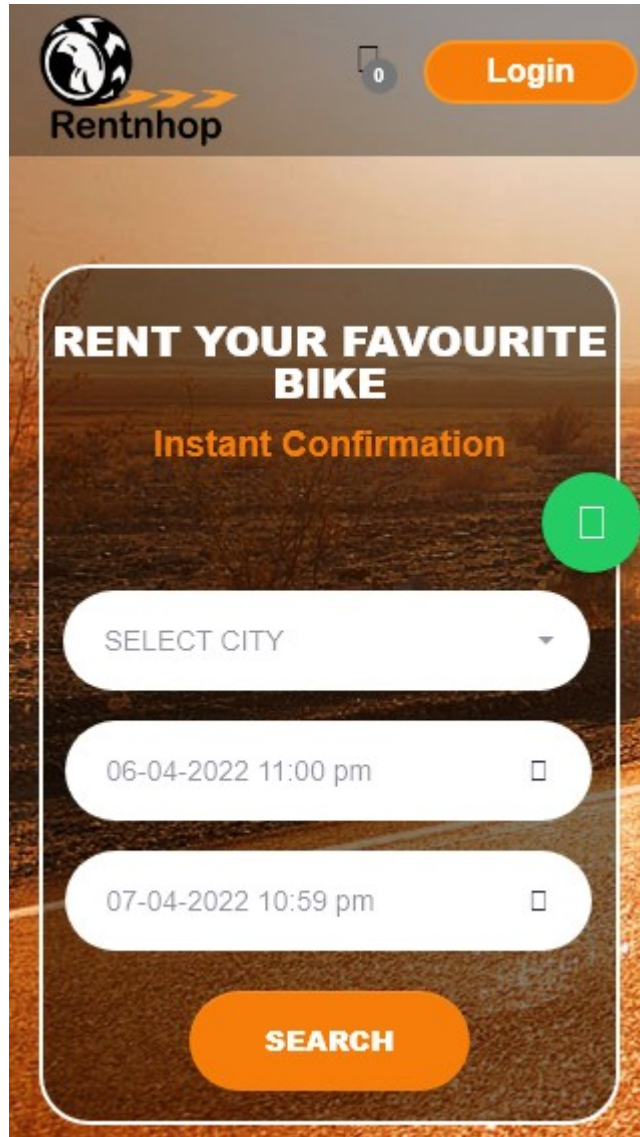 0
Login
Rentnhop
RENT YOUR FAVOURITE
BIKE
Instant Confirmation
SELECT CITY
06-04-2022 11:00 pm
07-04-2022 10:59 pm
SEARCH